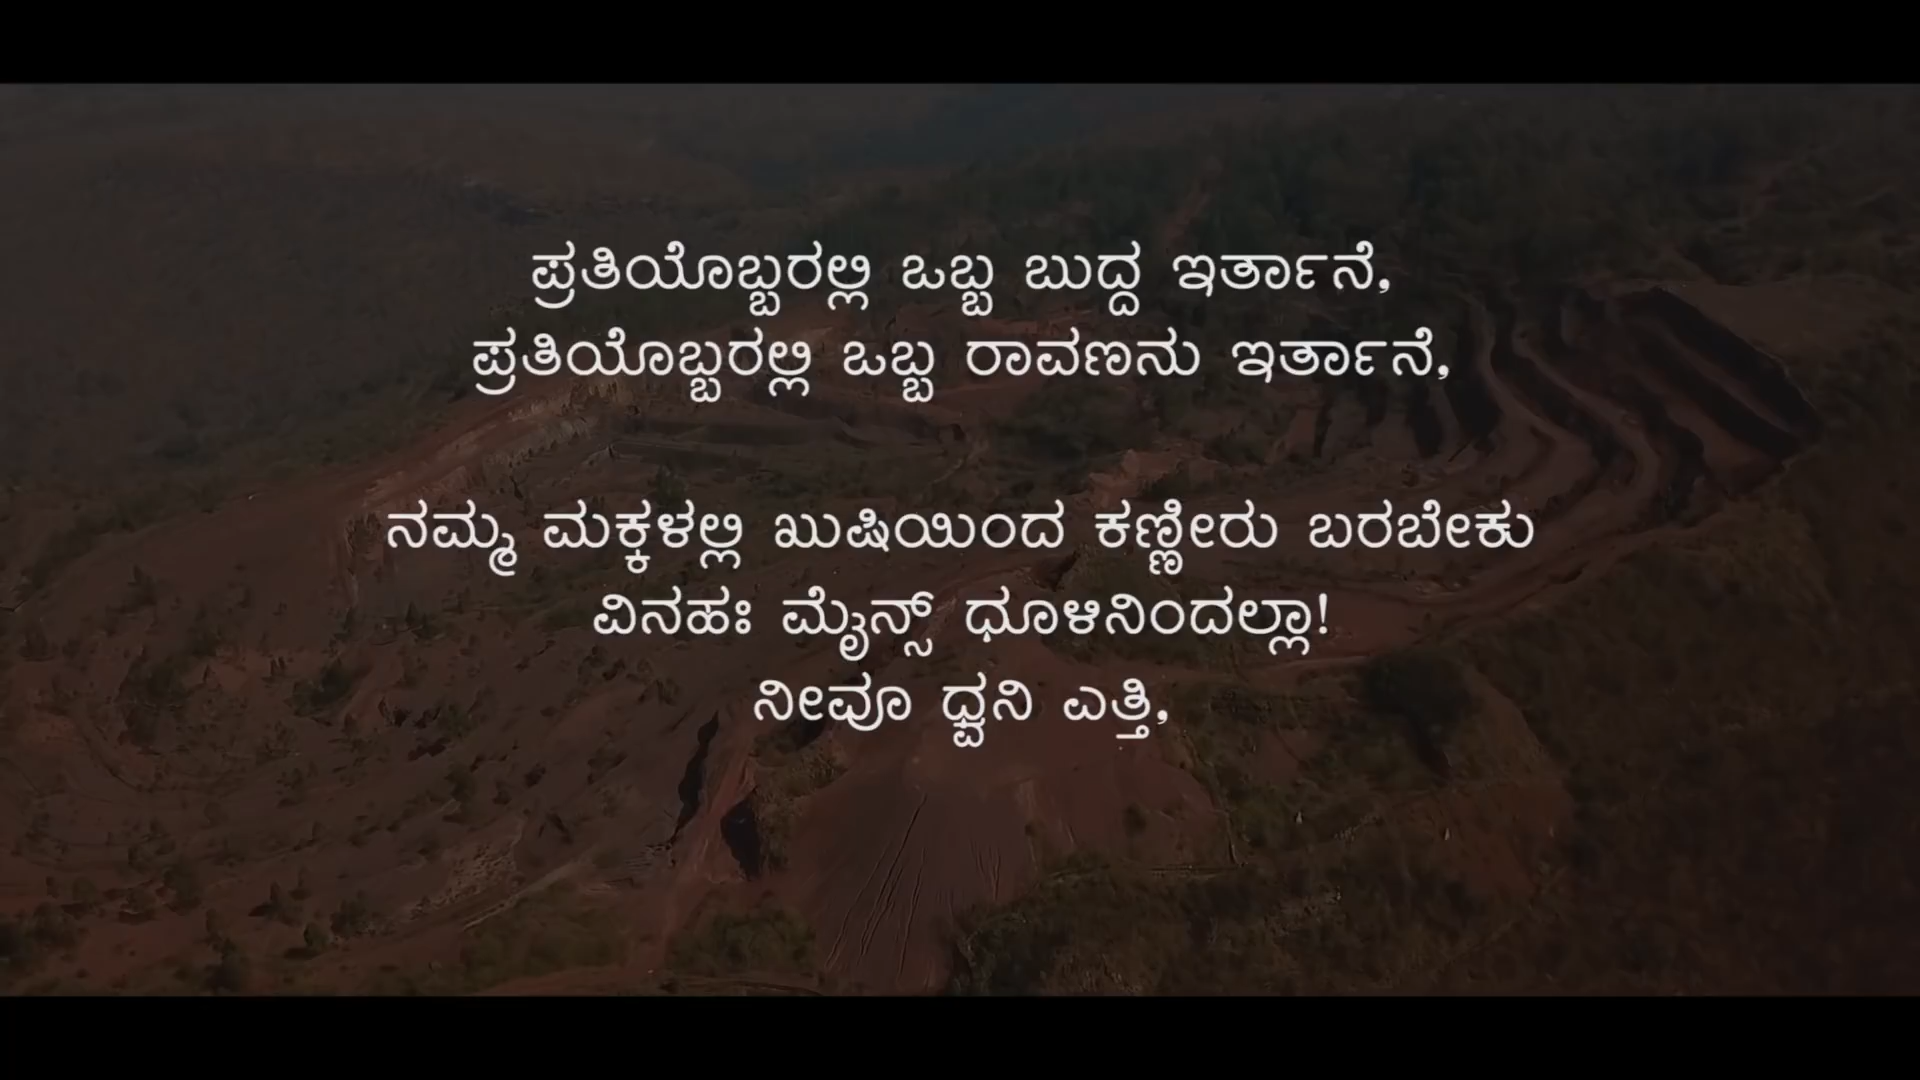 ಪ್ರತಿಯೊಬ್ಬರಲ್ಲಿ ಒಬ್ಬ ಬುದ್ದ ಇರ್ತಾನೆ,
ಪ್ರತಿಯೊಬ್ಬರಲ್ಲಿ ಒಬ್ಬ ರಾವಣನು ಇರ್ತಾನೆ,
ನಮ್ಮ ಮಕ್ಕಳಲ್ಲಿ ಖುಷಿಯಿಂದ ಕಣ್ಣೀರು ಬರಬೇಕು
ವಿನಹಃ ಮೈನ್ಸ್ ಧೂಳಿನಿಂದಲ್ಲಾ!
ನೀವೂ ಧ್ವನಿ ಎತ್ತಿ,